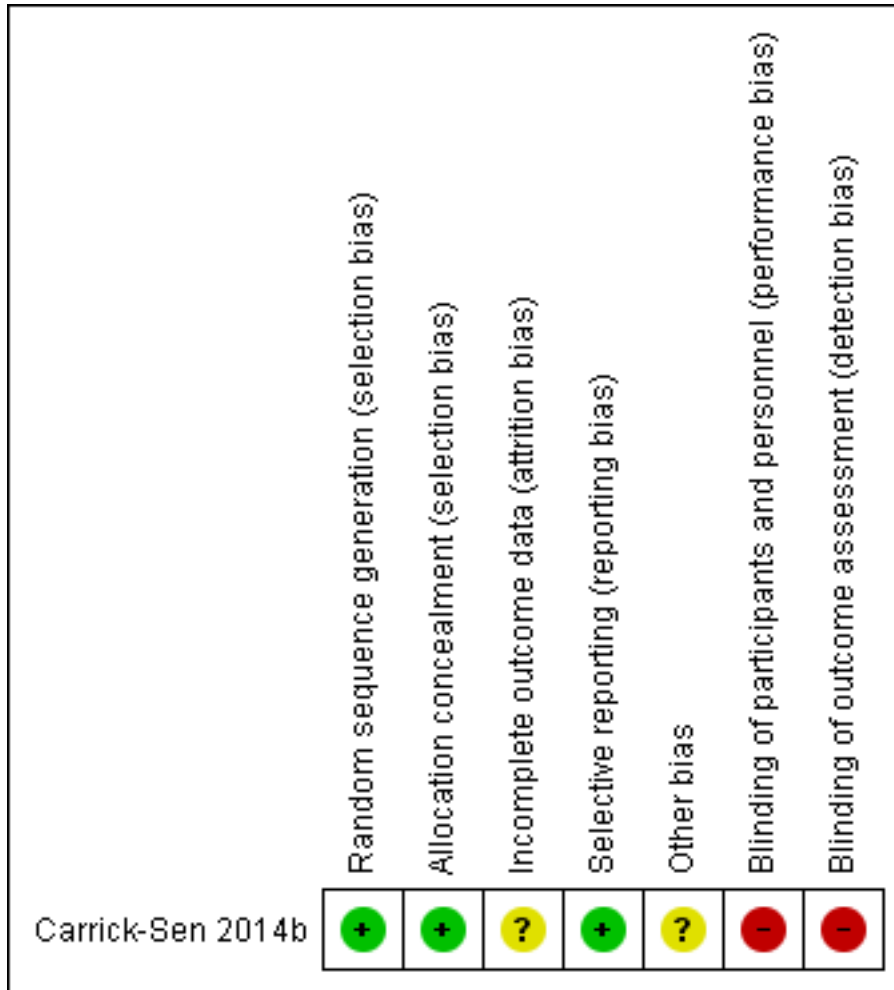 Random sequence generation (selection bias)
Allocation concealment (selection bias)
Incomplete outcome data (attrition bias)
Selective reporting (reporting bias)
Other bias
Blinding of participants and personnel (performance bias)
Blinding of outcome assessment (detection bias)
Carrick-Sen 2014b + + ? + ? - -